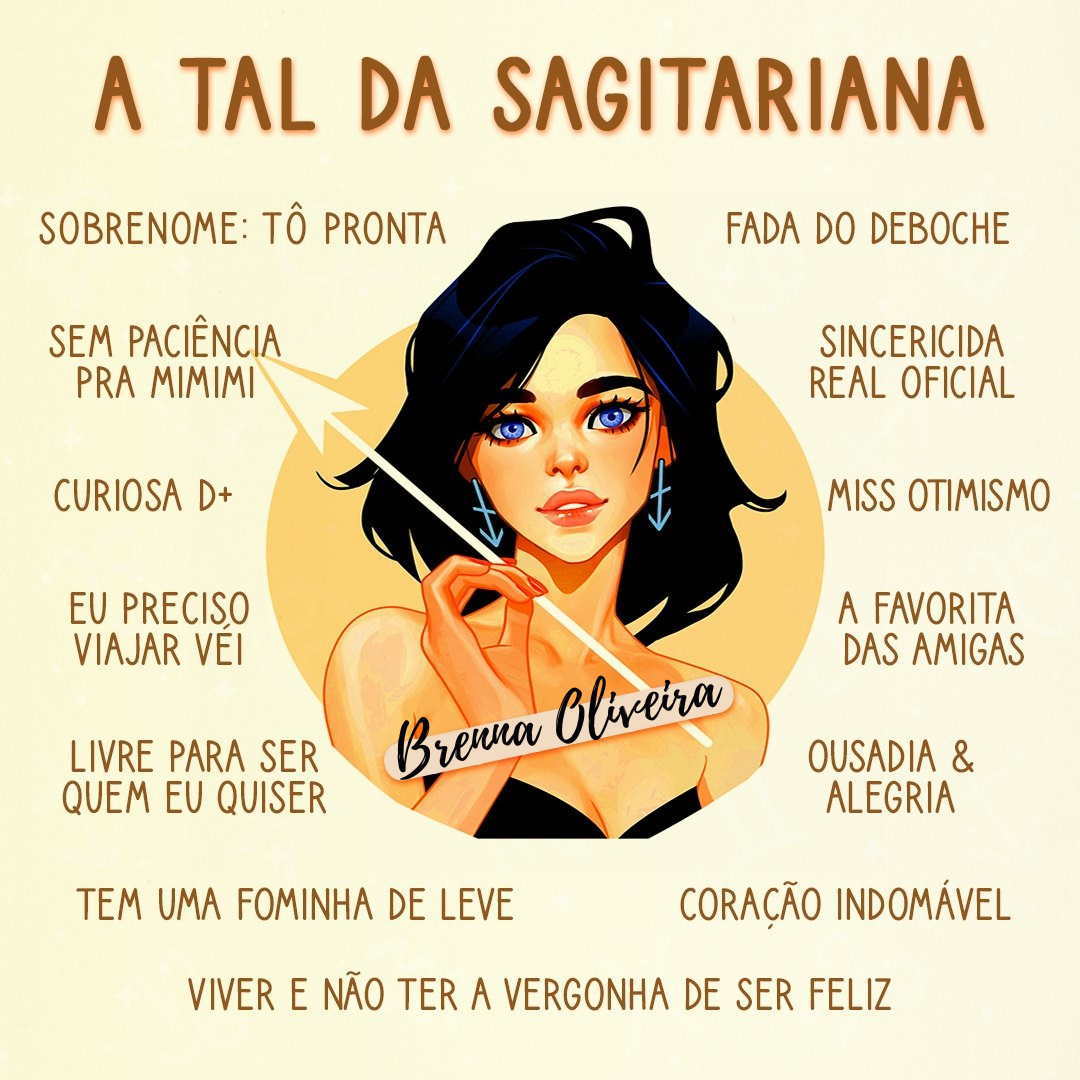 A TAL DA SAGITARIANA
SOBRENOME: TÔ PRONTA
FADA DO DEBOCHE
SEM PACIÊNCIA
PRA MIMIMI
SINCERICIDA
REAL OFICIAL
CURIOSA D+
MISS OTIMISMO
EU PRECISO
VIAJAR VÉI
A FAVORITA
DAS AMIGAS
Brenna Oliveira
LIVRE PARA SER
QUEM EU QUISER
OUSADIA &
ALEGRIA
TEM UMA FOMINHA DE LEVE
CORAÇÃO INDOMÁVEL
VIVER E NÃO TER A VERGONHA DE SER FELIZ